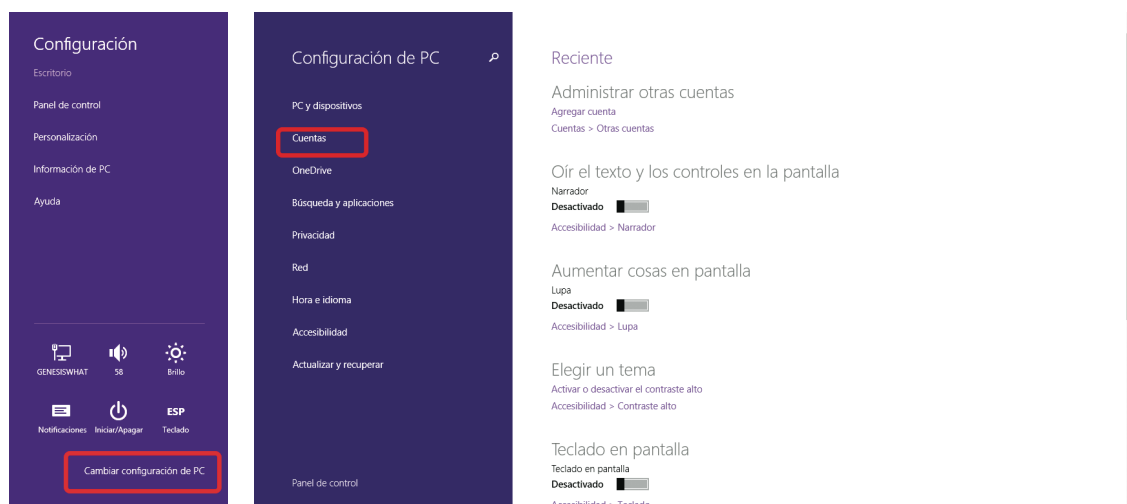 Configuración
Escritorio
Panel de control
Personalización
Información de PC
Ayuda
GENESISWHAT
58
Brillo
Notificaciones
Iniciar/Apagar
ESP
Teclado
Cambiar configuración de PC
Configuración de PC
PC y dispositivos
Cuentas
OneDrive
Búsqueda y aplicaciones
Privacidad
Red
Hora e idioma
Accesibilidad
Actualizar y recuperar
Panel de control
Reciente
Administrar otras cuentas
Agregar cuenta
Cuentas > Otras cuentas
Oír el texto y los controles en la pantalla
Narrador
Desactivado
Accesibilidad > Narrador
Aumentar cosas en pantalla
Lupa
Desactivado
Accesibilidad > Lupa
Elegir un tema
Activar o desactivar el contraste alto
Accesibilidad > Contraste alto
Teclado en pantalla
Teclado en pantalla
Desactivado
Accesibilidad > Teclado